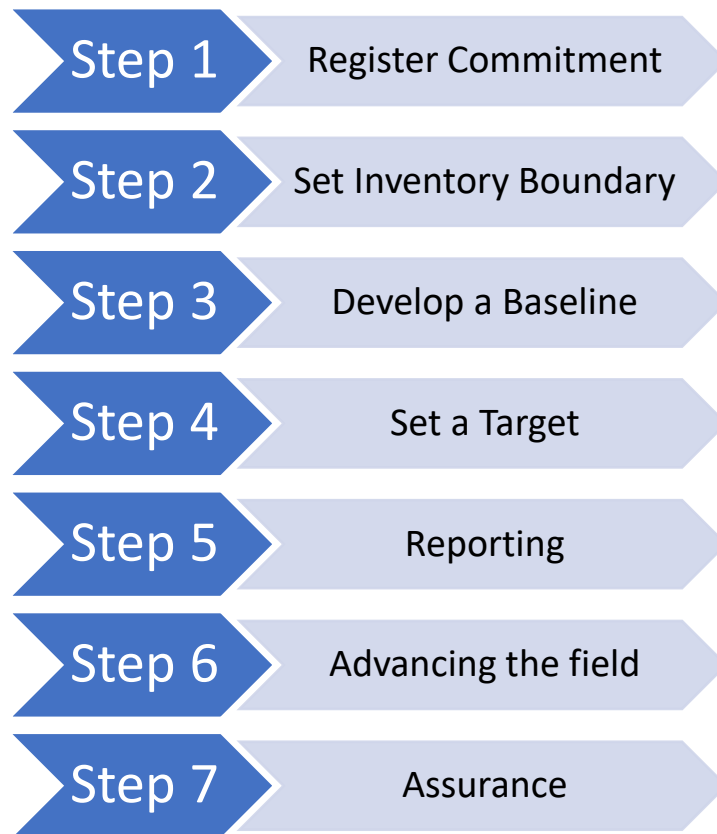 Step 1
Register Commitment
Step 2
Set Inventory Boundary
Step 3
Develop a Baseline
Step 4
Set a Target
Step 5
Reporting
Step 6
Advancing the field
Step 7
Assurance